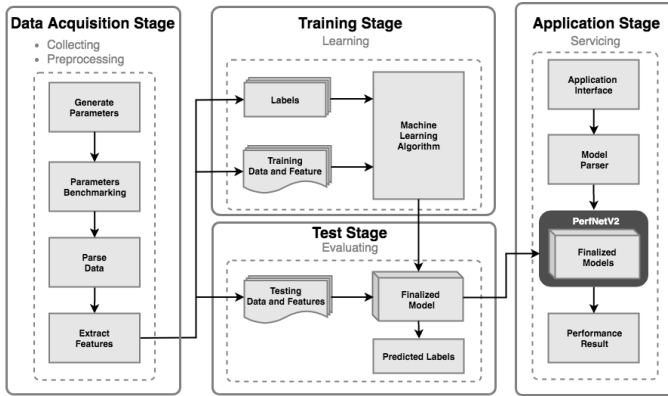 Data Acquisition Stage
• Collecting
• Preprocessing
Generate
Parameters
Parameters
Benchmarking
Parse
Data
Extract
Features
Training Stage
Learning
Labels
Training
Data and Feature
Machine
Learning
Algorithm
Test Stage
Evaluating
Testing
Data and Features
Finalized
Model
Predicted Labels
Application Stage
Servicing
Application
Interface
Model
Parser
PerfNetV2
Finalized
Models
Performance
Result